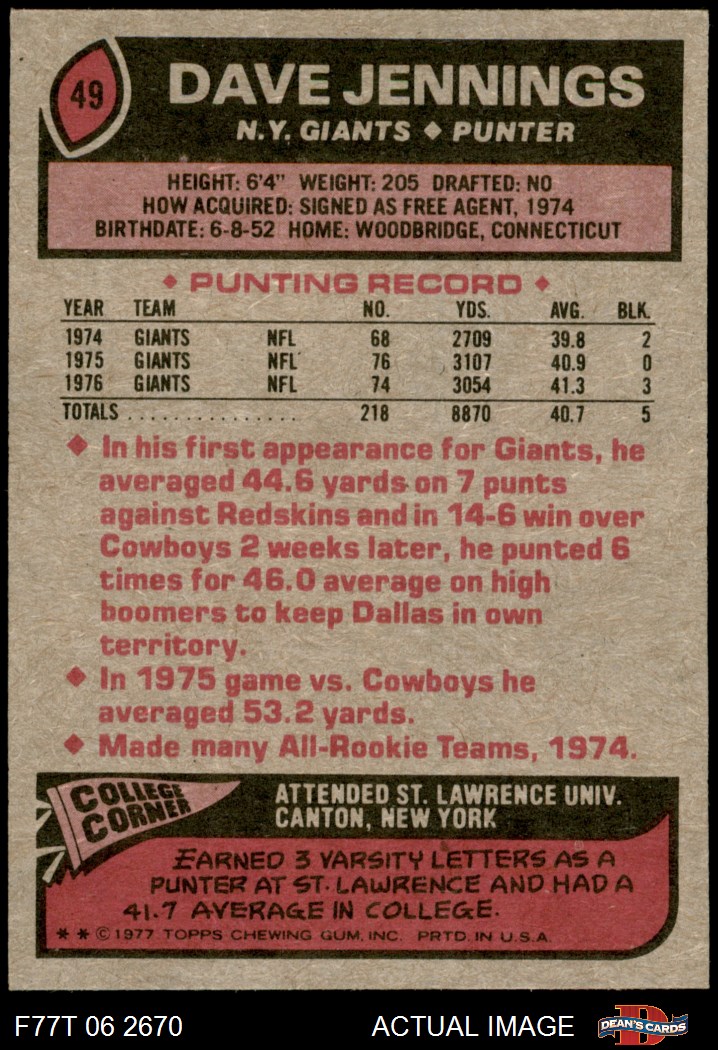 49
DAVE JENNINGS
N.Y. GIANTS ◆ PUNTER
HEIGHT: 6'4" WEIGHT: 205 DRAFTED: NO
HOW ACQUIRED: SIGNED AS FREE AGENT, 1974
BIRTHDATE: 6-8-52 HOME: WOODBRIDGE, CONNECTICUT
◆ PUNTING RECORD ◆
YEAR TEAM NO. YDS. AVG. BLK.
1974 GIANTS NFL 68 2709 39.8 2
1975 GIANTS NFL 76 3107 40.9 0
1976 GIANTS NFL 74 3054 41.3 3
TOTALS . . . . . . . . . . . . . . . . 218 8870 40.7 5
◆ In his first appearance for Giants, he
averaged 44.6 yards on 7 punts
against Redskins and in 14-6 win over
Cowboys 2 weeks later, he punted 6
times for 46.0 average on high
boomers to keep Dallas in own
territory.
◆ In 1975 game vs. Cowboys he
averaged 53.2 yards.
◆ Made many All-Rookie Teams, 1974.
COLLEGE
CORNER
ATTENDED ST. LAWRENCE UNIV.
CANTON, NEW YORK
EARNED 3 VARSITY LETTERS AS A
PUNTER AT ST. LAWRENCE AND HAD A
41.7 AVERAGE IN COLLEGE.
* * © 1977 TOPPS CHEWING GUM, INC. PRTD. IN U.S.A.
F77T 06 2670 ACTUAL IMAGE
D
DEAN'S CARDS